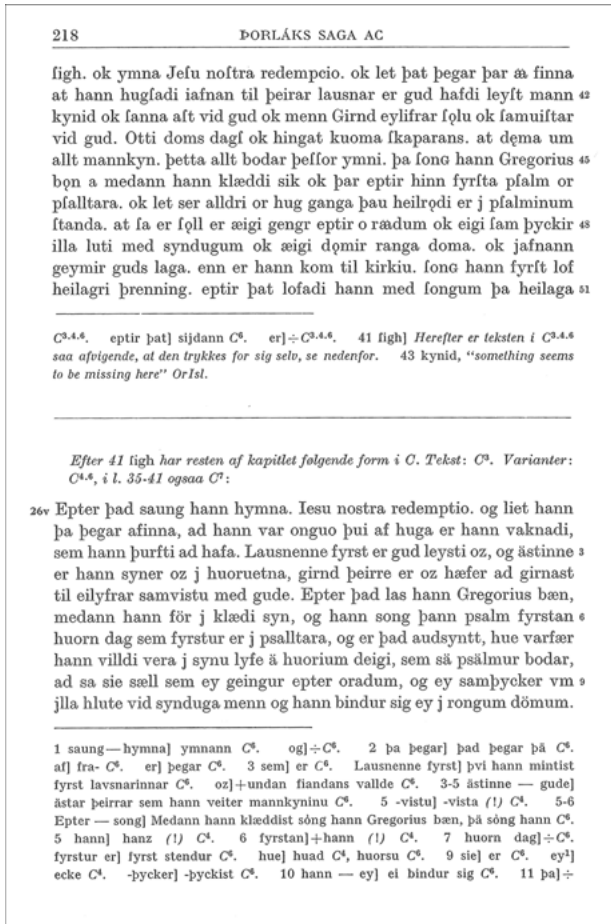 218 ÞORLÁKS SAGA AC
ſigh. ok ymna Jeſu noſtra redempcio. ok let þat þegar þar ꜳ finna
at hann hugſadi iafnan til þeirar lausnar er gud hafdi leyſt mann 42
kynid ok ſanna aſt vid gud ok menn Girnd eylifrar ſǫlu ok ſamuiſtar
vid gud. Otti doms dagſ ok hingat kuoma ſkaparans. at dęma um
allt mannkyn. þetta allt bodar þeſſor ymni. þa ſonɢ hann Gregorius 45
bǫn a medann hann klæddi sik ok þar eptir hinn fyrſta pſalm or
pſalltara. ok let ser alldri or hug ganga þau heilrǫdi er j pſalminum
ſtanda. at ſa er ſǫll er æigi gengr eptir o rꜳdum ok eigi ſam þyckir 48
illa luti med syndugum ok æigi dǫmir ranga doma. ok jafnann
geymir guds laga. enn er hann kom til kirkiu. ſonɢ hann fyrſt lof
heilagri þrenning. eptir þat lofadi hann med ſongum þa heilaga 51
C³·⁴·⁶. eptir þat] sijdann C⁶. er]÷C³·⁴·⁶. 41 ſigh] Herefter er teksten i C³·⁴·⁶
saa afvigende, at den trykkes for sig selv, se nedenfor. 43 kynid, “something seems
to be missing here” OrIsl.
Efter 41 ſigh har resten af kapitlet følgende form i C. Tekst: C³. Varianter:
C⁴·⁶, i l. 35-41 ogsaa C⁷:
26v Epter þad saung hann hymna. Iesu nostra redemptio. og liet hann
þa þegar afinna, ad hann var onguo þui af huga er hann vaknadi,
sem hann þurfti ad hafa. Lausnenne fyrst er gud leysti oz, og ästinne 3
er hann syner oz j huoruetna, girnd þeirre er oz hæfer ad girnast
til eilyfrar samvistu med gude. Epter þad las hann Gregorius bæn,
medann hann för j klædi syn, og hann song þann psalm fyrstan 6
huorn dag sem fyrstur er j psalltara, og er þad audsyntt, hue varfær
hann villdi vera j synu lyfe ä huorium deigi, sem sä psälmur bodar,
ad sa sie sæll sem ey geingur epter oradum, og ey samþycker vm 9
jlla hlute vid synduga menn og hann bindur sig ey j rongum dömum.
1 saung—hymna] ymnann C⁶. og]÷C⁶. 2 þa þegar] þad þegar þä C⁶.
af] fra- C⁶. er] þegar C⁶. 3 sem] er C⁶. Lausnenne fyrst] þvi hann mintist
fyrst lavsnarinnar C⁶. oz]+undan fiandans vallde C⁶. 3-5 ästinne — gude]
ästar þeirrar sem hann veiter mannkyninu C⁶. 5 -vistu] -vista (!) C⁴. 5-6
Epter — song] Medann hann klæddist söng hann Gregorius bæn, þä söng hann C⁶.
5 hann] hanz (!) C⁴. 6 fyrstan]+hann (!) C⁴. 7 huorn dag]÷C⁶.
fyrstur er] fyrst stendur C⁶. hue] huad C⁴, huorsu C⁶. 9 sie] er C⁶. ey¹]
ecke C⁴. -þycker] -þyckist C⁶. 10 hann — ey] ei bindur sig C⁶. 11 þa]÷